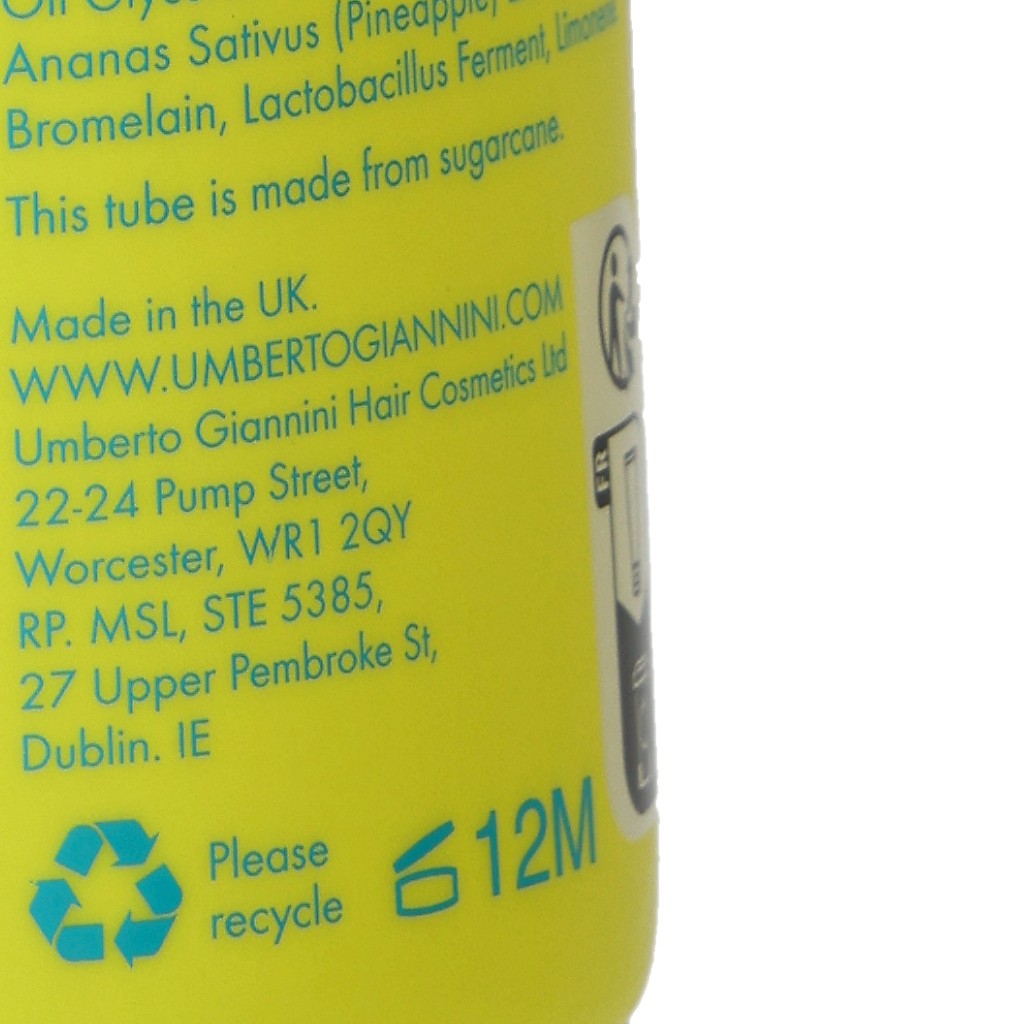 Ananas Sativus (Pineapple)
Bromelain, Lactobacillus Ferment, Limonene
This tube is made from sugarcane.
Made in the UK.
WWW.UMBERTOGIANNINI.COM
Umberto Giannini Hair Cosmetics Ltd
22-24 Pump Street,
Worcester, WR1 2QY
RP. MSL, STE 5385,
27 Upper Pembroke St,
Dublin. IE
FR
Please
recycle
12M